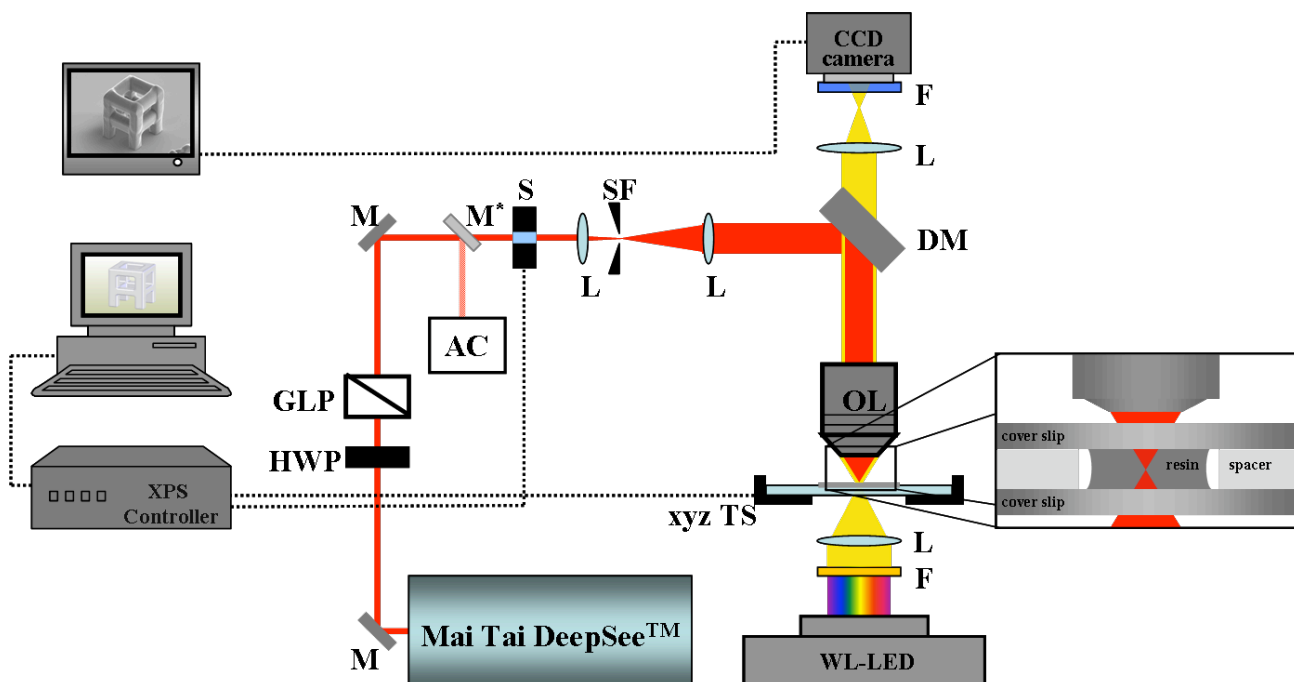 CCD
camera
F
L
S
SF
M
M*
DM
L
L
AC
GLP
OL
HWP
cover slip
resin
spacer
cover slip
XPS
Controller
xyz TS
L
F
Mai Tai DeepSee™
M
WL-LED